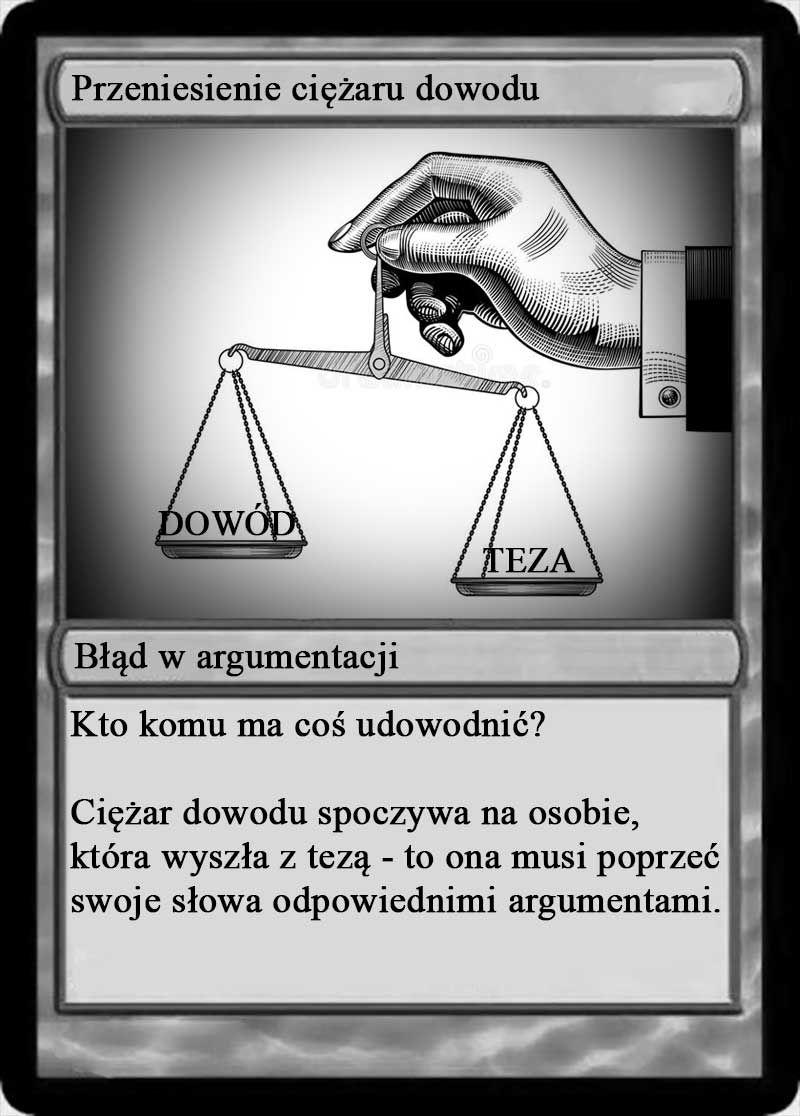 Przeniesienie ciężaru dowodu
DOWÓD
TEZA
Błąd w argumentacji
Kto komu ma coś udowodnić?
Ciężar dowodu spoczywa na osobie,
która wyszła z tezą - to ona musi poprzeć
swoje słowa odpowiednimi argumentami.